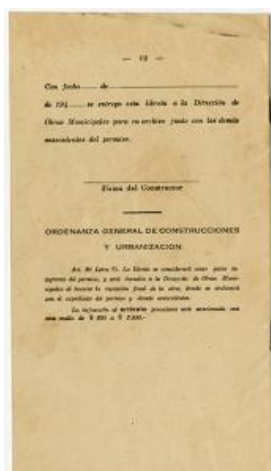 — 19 —
Con fecha ........ de
de 194........ se entrega esta libreta a la Dirección de
Obras Municipales para su archivo junto con los demás
antecedentes del permiso.
Firma del Constructor
ORDENANZA GENERAL DE CONSTRUCCIONES
Y URBANIZACION
La libreta se considerará como parte in-
tegrante del permiso, y será devuelta a la Dirección de Obras Muni-
cipales al hacerse la recepción final de la obra, donde se archivará
con el expediente del permiso y demás antecedentes.
La infracción al artículo precedente será sancionada con
una multa de $